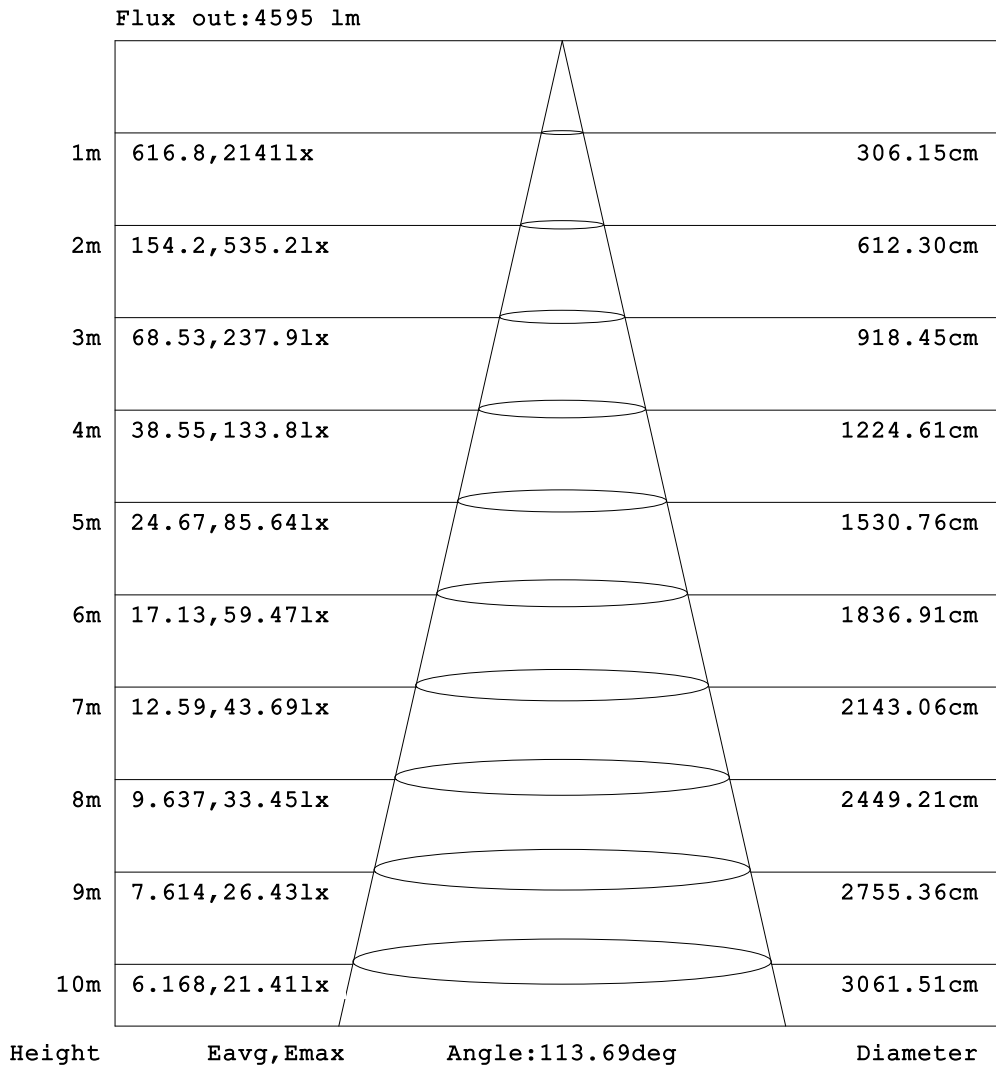 Flux out:4595 lm
1m 616.8,2141lx 306.15cm
2m 154.2,535.2lx 612.30cm
3m 68.53,237.9lx 918.45cm
4m 38.55,133.8lx 1224.61cm
5m 24.67,85.64lx 1530.76cm
6m 17.13,59.47lx 1836.91cm
7m 12.59,43.69lx 2143.06cm
8m 9.637,33.45lx 2449.21cm
9m 7.614,26.43lx 2755.36cm
10m 6.168,21.41lx 3061.51cm
Height Eavg,Emax Angle:113.69deg Diameter